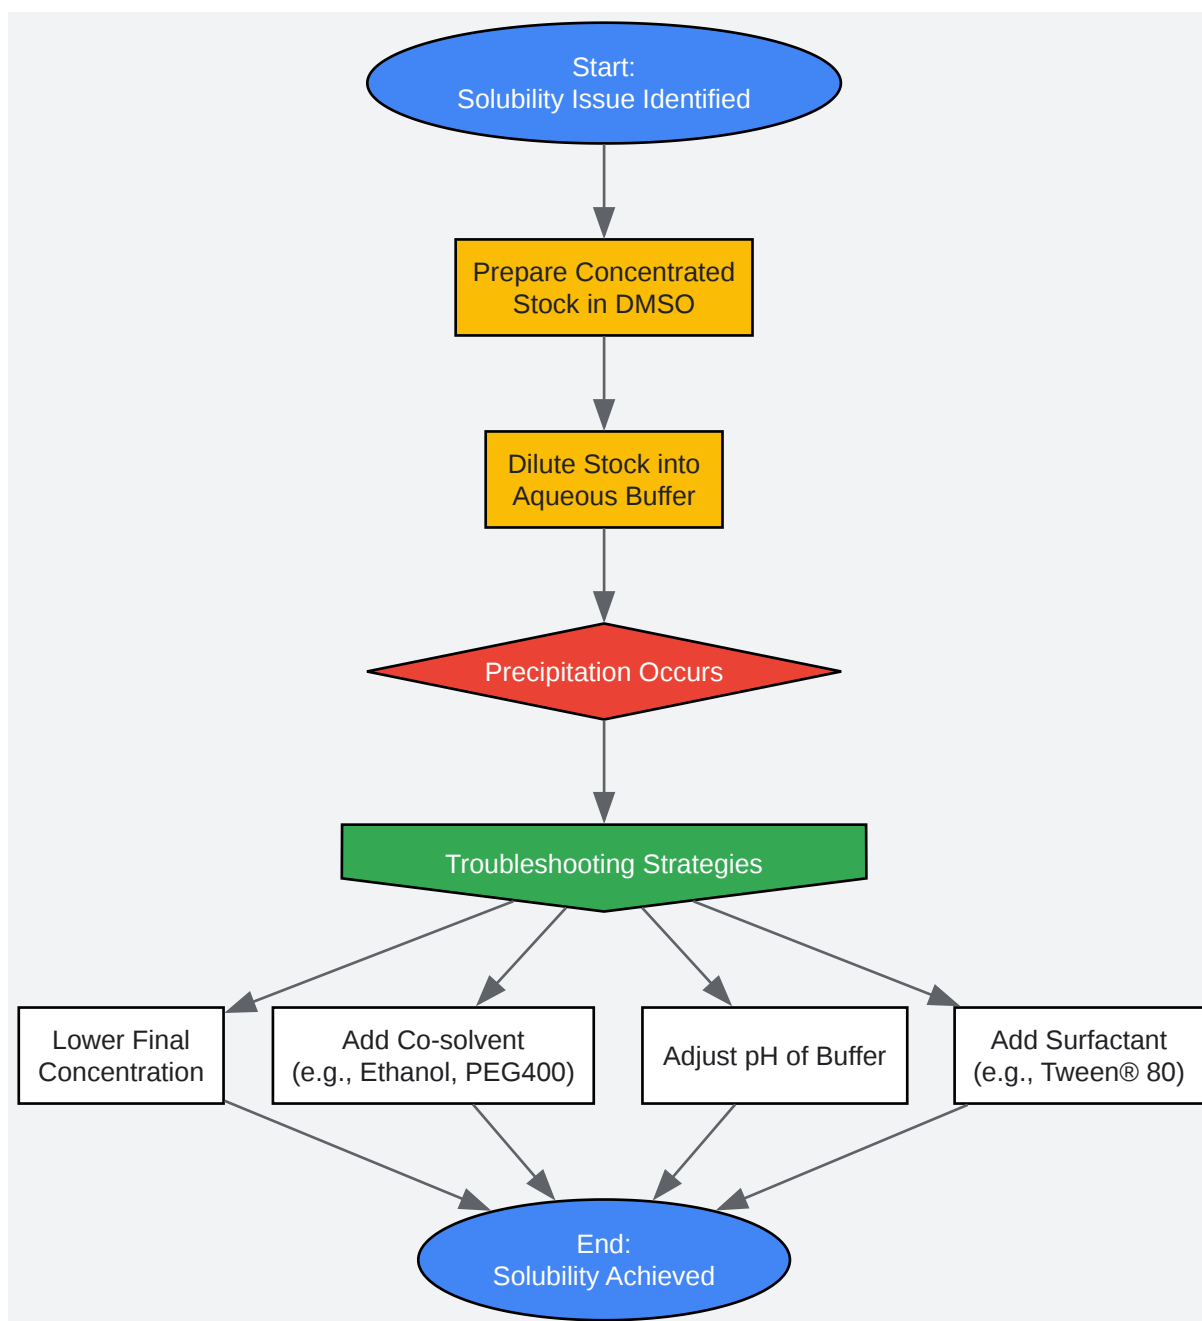 Start:
Solubility Issue Identified
Prepare Concentrated
Stock in DMSO
Dilute Stock into
Aqueous Buffer
Precipitation Occurs
Troubleshooting Strategies
Lower Final
Concentration
Add Co-solvent
(e.g., Ethanol, PEG400)
Adjust pH of Buffer
Add Surfactant
(e.g., Tween® 80)
End:
Solubility Achieved